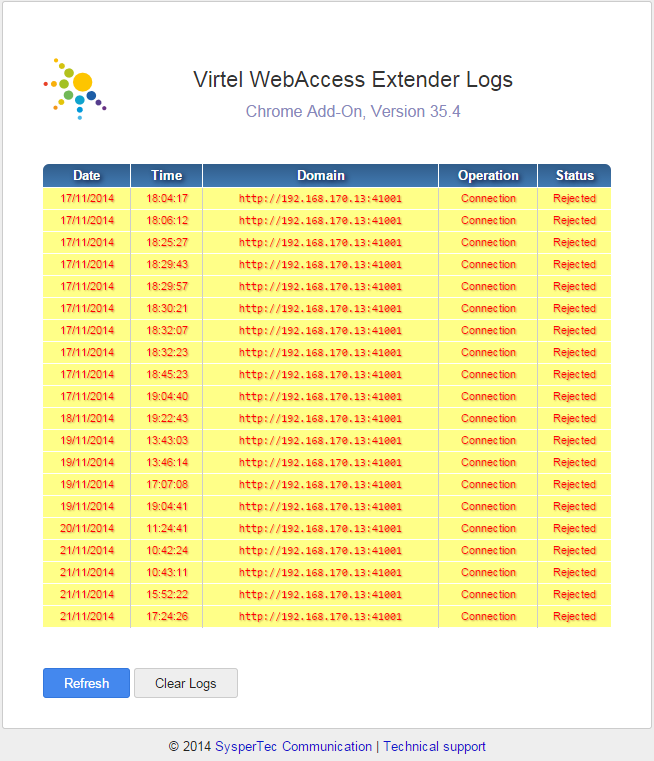 Virtel WebAccess Extender Logs
Chrome Add-On, Version 35.4
Date Time Domain Operation Status
17/11/2014 18:04:17 http://192.168.170.13:41001 Connection Rejected
17/11/2014 18:06:12 http://192.168.170.13:41001 Connection Rejected
17/11/2014 18:25:27 http://192.168.170.13:41001 Connection Rejected
17/11/2014 18:29:43 http://192.168.170.13:41001 Connection Rejected
17/11/2014 18:29:57 http://192.168.170.13:41001 Connection Rejected
17/11/2014 18:30:21 http://192.168.170.13:41001 Connection Rejected
17/11/2014 18:32:07 http://192.168.170.13:41001 Connection Rejected
17/11/2014 18:32:23 http://192.168.170.13:41001 Connection Rejected
17/11/2014 18:45:23 http://192.168.170.13:41001 Connection Rejected
17/11/2014 19:04:40 http://192.168.170.13:41001 Connection Rejected
18/11/2014 19:22:43 http://192.168.170.13:41001 Connection Rejected
19/11/2014 13:43:03 http://192.168.170.13:41001 Connection Rejected
19/11/2014 13:46:14 http://192.168.170.13:41001 Connection Rejected
19/11/2014 17:07:08 http://192.168.170.13:41001 Connection Rejected
19/11/2014 19:04:41 http://192.168.170.13:41001 Connection Rejected
20/11/2014 11:24:41 http://192.168.170.13:41001 Connection Rejected
21/11/2014 10:42:24 http://192.168.170.13:41001 Connection Rejected
21/11/2014 10:43:11 http://192.168.170.13:41001 Connection Rejected
21/11/2014 15:52:22 http://192.168.170.13:41001 Connection Rejected
21/11/2014 17:24:26 http://192.168.170.13:41001 Connection Rejected
Refresh Clear Logs
© 2014 SysperTec Communication | Technical support